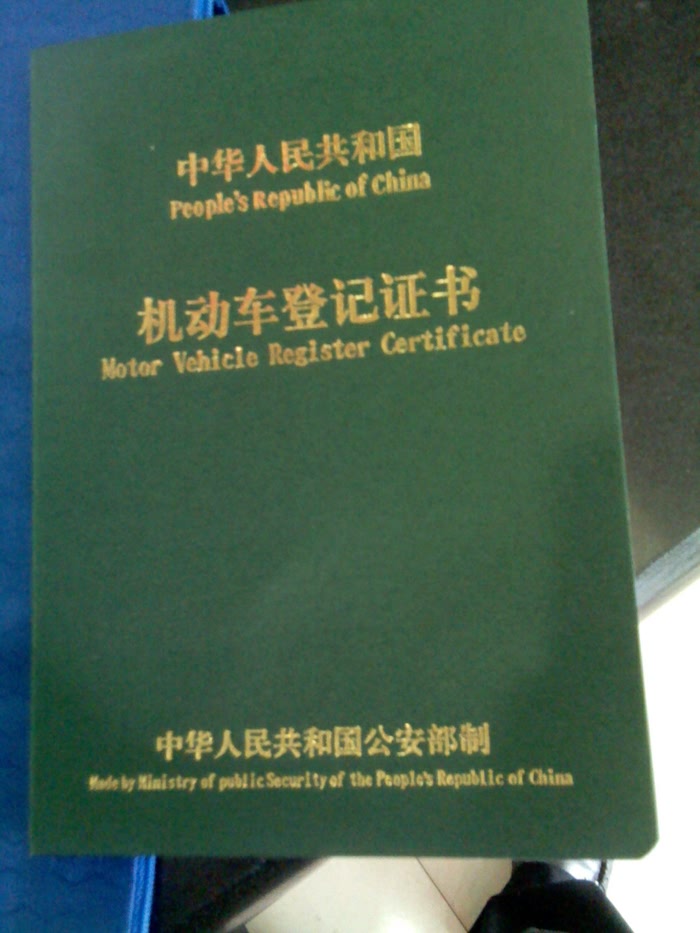 中华人民共和国
People's Republic of China
机动车登记证书
Motor Vehicle Register Certificate
中华人民共和国公安部制
Made by Ministry of public Security of the People's Republic of China